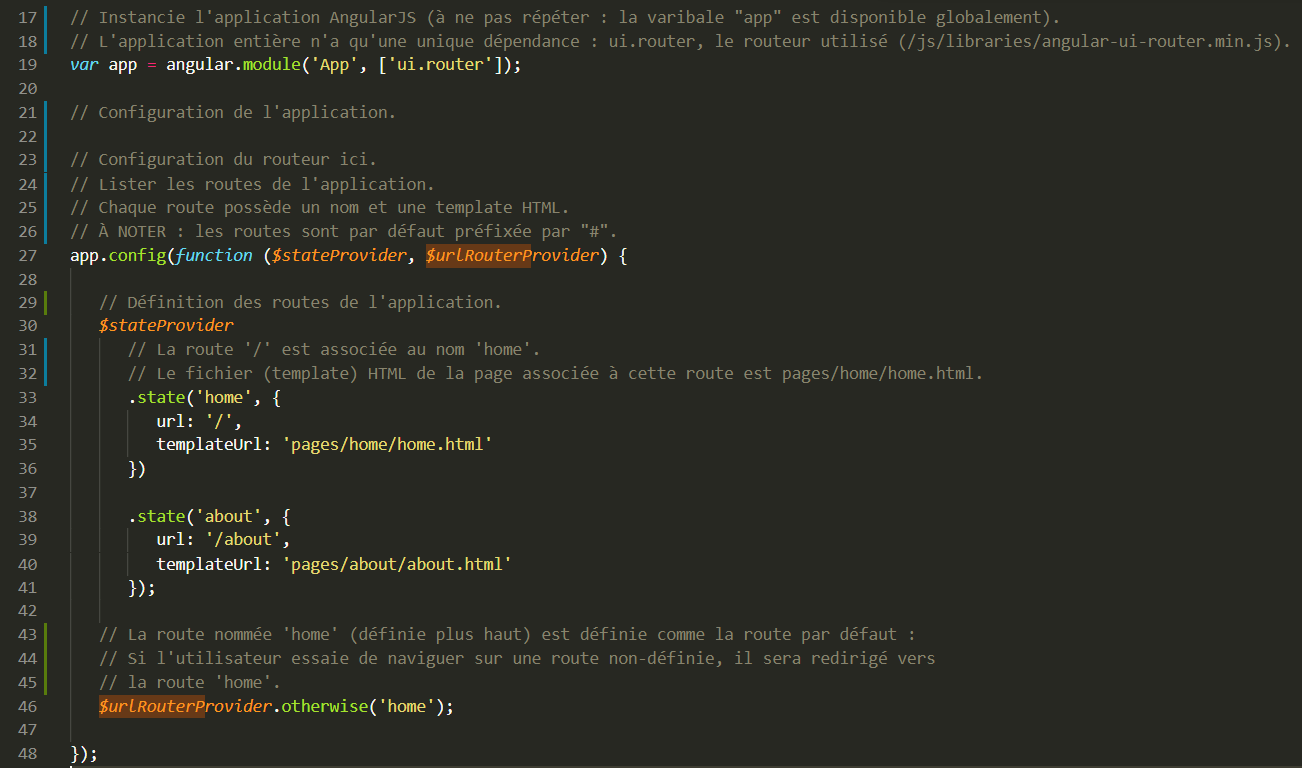 17 // Instancie l'application AngularJS (à ne pas répéter : la varibale "app" est disponible globalement).
18 // L'application entière n'a qu'une unique dépendance : ui.router, le routeur utilisé (/js/libraries/angular-ui-router.min.js).
19 var app = angular.module('App', ['ui.router']);
20
21 // Configuration de l'application.
22
23 // Configuration du routeur ici.
24 // Lister les routes de l'application.
25 // Chaque route possède un nom et une template HTML.
26 // À NOTER : les routes sont par défaut préfixée par "#".
27 app.config(function ($stateProvider, $urlRouterProvider) {
28
29 // Définition des routes de l'application.
30 $stateProvider
31 // La route '/' est associée au nom 'home'.
32 // Le fichier (template) HTML de la page associée à cette route est pages/home/home.html.
33 .state('home', {
34 url: '/',
35 templateUrl: 'pages/home/home.html'
36 })
37
38 .state('about', {
39 url: '/about',
40 templateUrl: 'pages/about/about.html'
41 });
42
43 // La route nommée 'home' (définie plus haut) est définie comme la route par défaut :
44 // Si l'utilisateur essaie de naviguer sur une route non-définie, il sera redirigé vers
45 // la route 'home'.
46 $urlRouterProvider.otherwise('home');
47
48 });